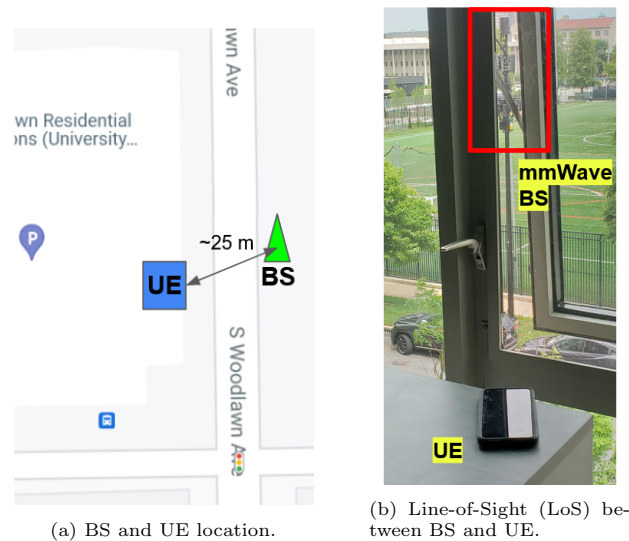 wn Ave
wn Residential
ons (University...
P
~25 m
UE
BS
S Woodlawn Ave
(a) BS and UE location.
mmWave
BS
UE
(b) Line-of-Sight (LoS) be-
tween BS and UE.